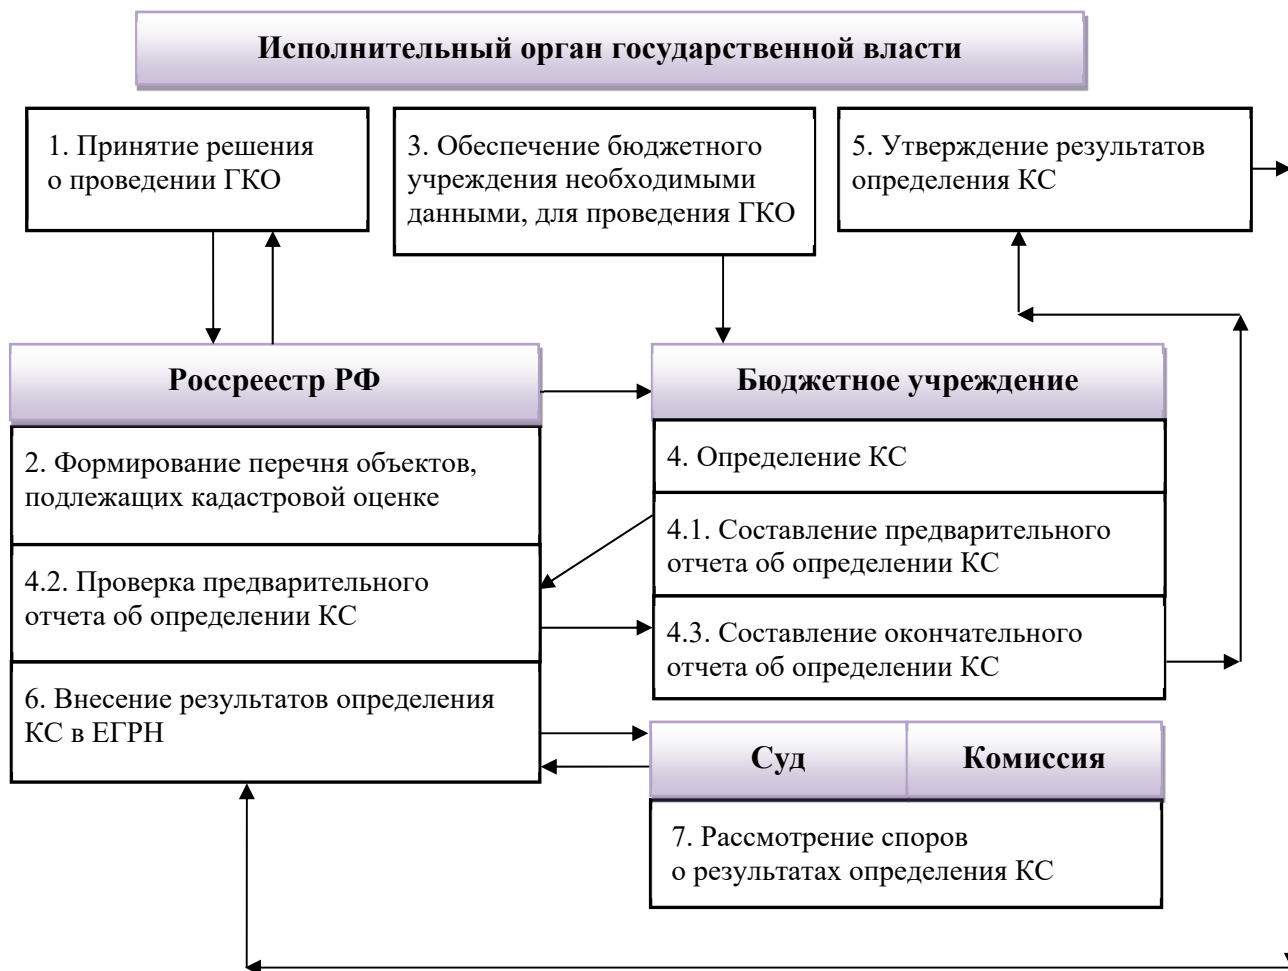 Исполнительный орган государственной власти
1. Принятие решения
о проведении ГКО
3. Обеспечение бюджетного
учреждения необходимыми
данными, для проведения ГКО
5. Утверждение результатов
определения КС
Россреестр РФ
2. Формирование перечня объектов,
подлежащих кадастровой оценке
4.2. Проверка предварительного
отчета об определении КС
6. Внесение результатов определения
КС в ЕГРН
Бюджетное учреждение
4. Определение КС
4.1. Составление предварительного
отчета об определении КС
4.3. Составление окончательного
отчета об определении КС
Суд
Комиссия
7. Рассмотрение споров
о результатах определения КС